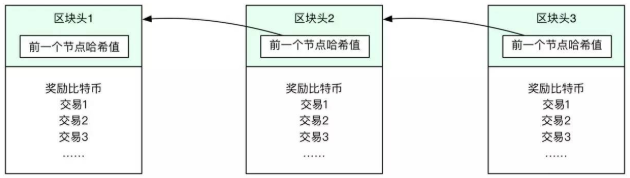 区块头1
前一个节点哈希值
奖励比特币
交易1
交易2
交易3
……
区块头2
前一个节点哈希值
奖励比特币
交易1
交易2
交易3
……
区块头3
前一个节点哈希值
奖励比特币
交易1
交易2
交易3
……